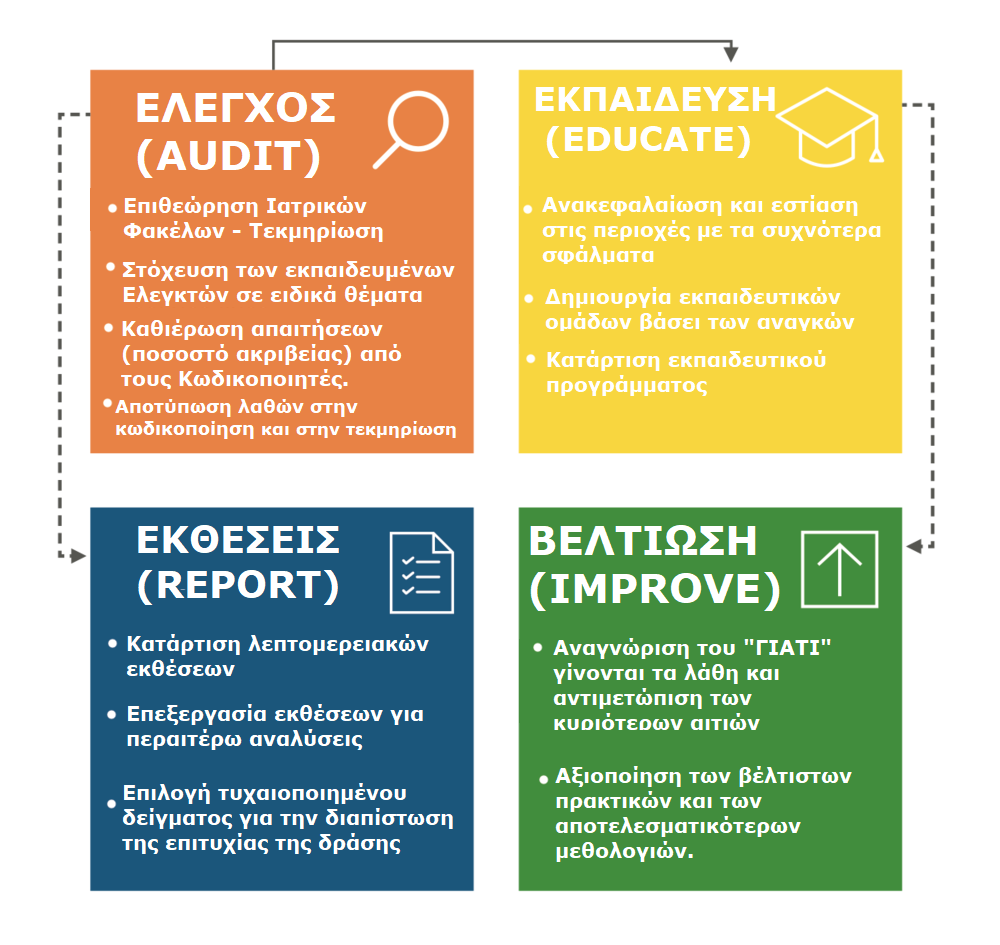 ΕΛΕΓΧΟΣ
(AUDIT)
• Επιθεώρηση Ιατρικών
Φακέλων - Τεκμηρίωση
• Στόχευση των εκπαιδευμένων
Ελεγκτών σε ειδικά θέματα
• Καθιέρωση απαιτήσεων
(ποσοστό ακριβείας) από
τους Κωδικοποιητές.
• Αποτύπωση λαθών στην
κωδικοποίηση και στην τεκμηρίωση
ΕΚΠΑΙΔΕΥΣΗ
(EDUCATE)
• Ανακεφαλαίωση και εστίαση
στις περιοχές με τα συχνότερα
σφάλματα
• Δημιουργία εκπαιδευτικών
ομάδων βάσει των αναγκών
• Κατάρτιση εκπαιδευτικού
προγράμματος
ΕΚΘΕΣΕΙΣ
(REPORT)
• Κατάρτιση λεπτομερειακών
εκθέσεων
• Επεξεργασία εκθέσεων για
περαιτέρω αναλύσεις
• Επιλογή τυχαιοποιημένου
δείγματος για την διαπίστωση
της επιτυχίας της δράσης
ΒΕΛΤΙΩΣΗ
(IMPROVE)
• Αναγνώριση του "ΓΙΑΤΙ"
γίνονται τα λάθη και
αντιμετώπιση των
κυριότερων αιτιών
• Αξιοποίηση των βέλτιστων
πρακτικών και των
αποτελεσματικότερων
μεθολογιών.